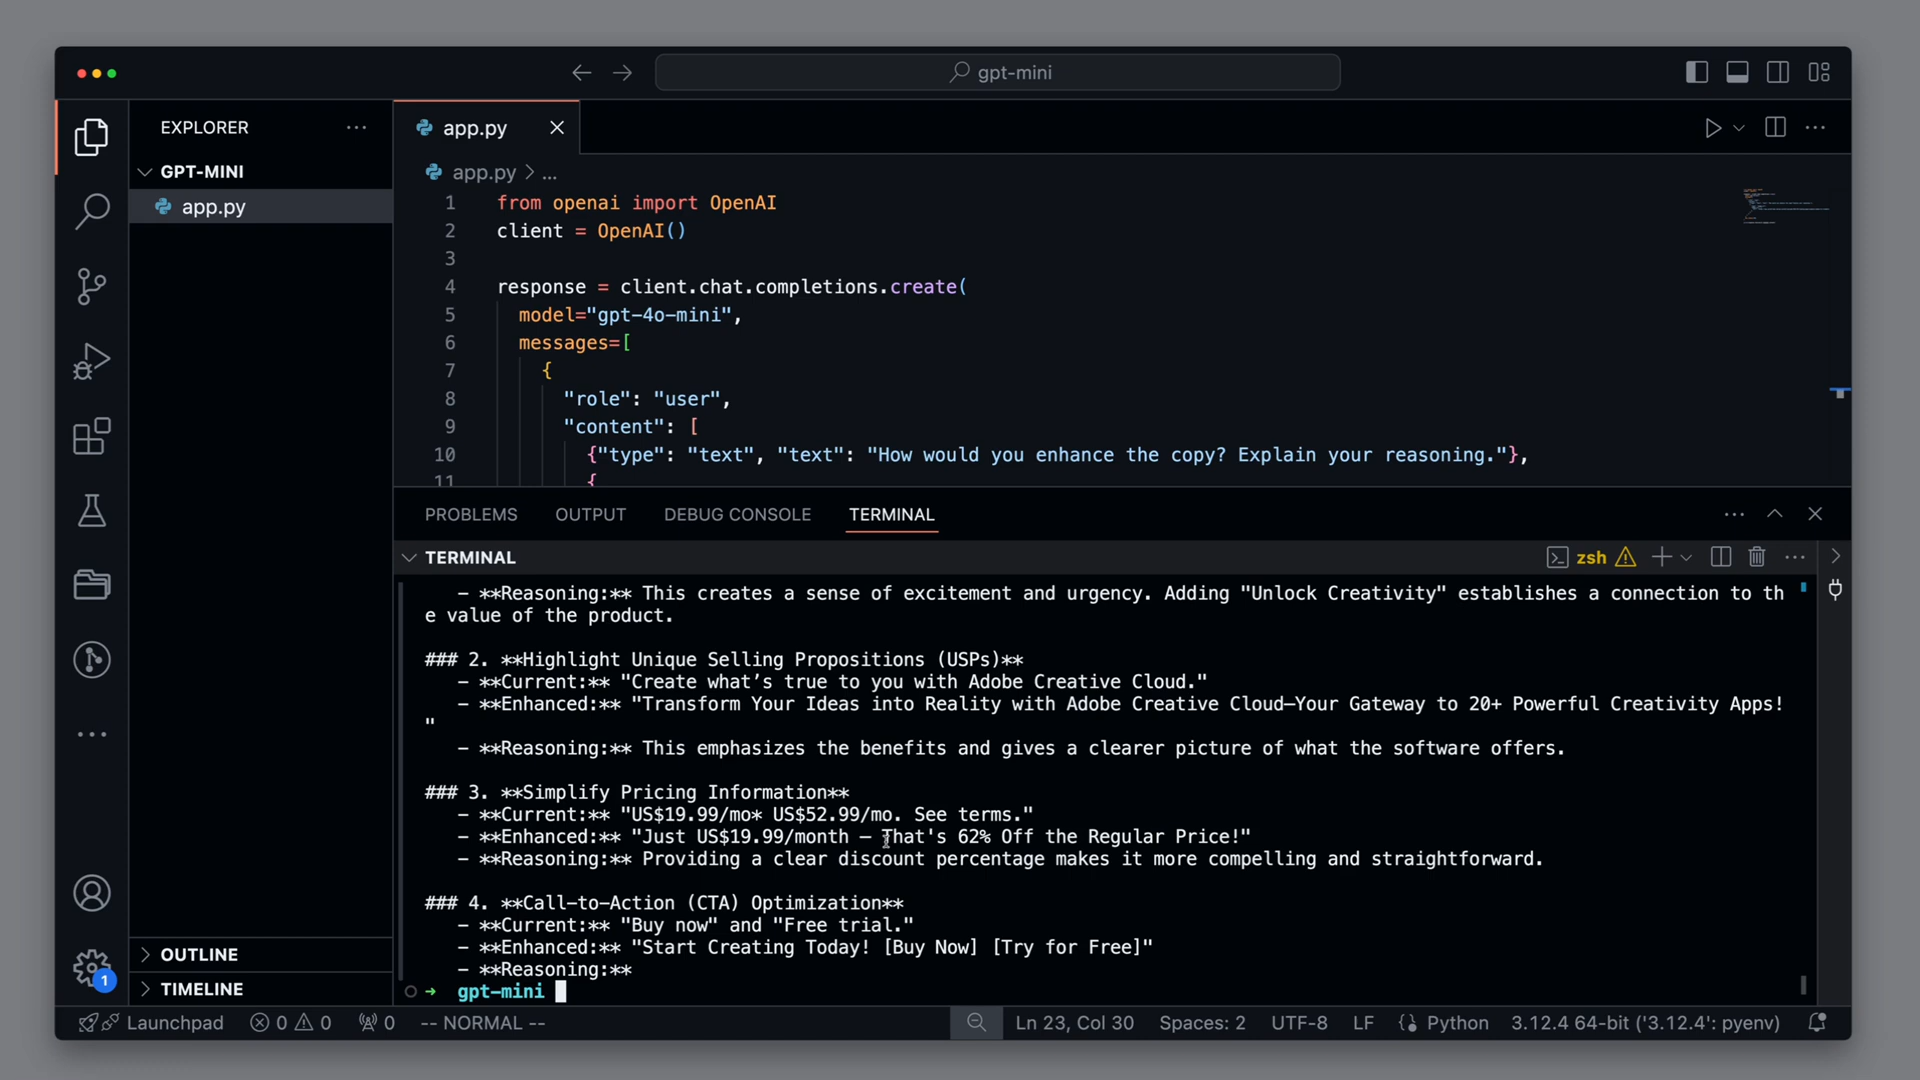 gpt-mini
EXPLORER
GPT-MINI
app.py
OUTLINE
TIMELINE
app.py
app.py > ...
1 from openai import OpenAI
2 client = OpenAI()
3
4 response = client.chat.completions.create(
5 model="gpt-4o-mini",
6 messages=[
7 {
8 "role": "user",
9 "content": [
10 {"type": "text", "text": "How would you enhance the copy? Explain your reasoning."},
11 {
PROBLEMS OUTPUT DEBUG CONSOLE TERMINAL
TERMINAL
zsh
- **Reasoning:** This creates a sense of excitement and urgency. Adding "Unlock Creativity" establishes a connection to th
e value of the product.
### 2. **Highlight Unique Selling Propositions (USPs)**
- **Current:** "Create what’s true to you with Adobe Creative Cloud."
- **Enhanced:** "Transform Your Ideas into Reality with Adobe Creative Cloud—Your Gateway to 20+ Powerful Creativity Apps!
"
- **Reasoning:** This emphasizes the benefits and gives a clearer picture of what the software offers.
### 3. **Simplify Pricing Information**
- **Current:** "US$19.99/mo* US$52.99/mo. See terms."
- **Enhanced:** "Just US$19.99/month – That's 62% Off the Regular Price!"
- **Reasoning:** Providing a clear discount percentage makes it more compelling and straightforward.
### 4. **Call-to-Action (CTA) Optimization**
- **Current:** "Buy now" and "Free trial."
- **Enhanced:** "Start Creating Today! [Buy Now] [Try for Free]"
- **Reasoning:**
➜ gpt-mini
1
Launchpad 0 0 0 -- NORMAL -- Ln 23, Col 30 Spaces: 2 UTF-8 LF Python 3.12.4 64-bit ('3.12.4': pyenv)